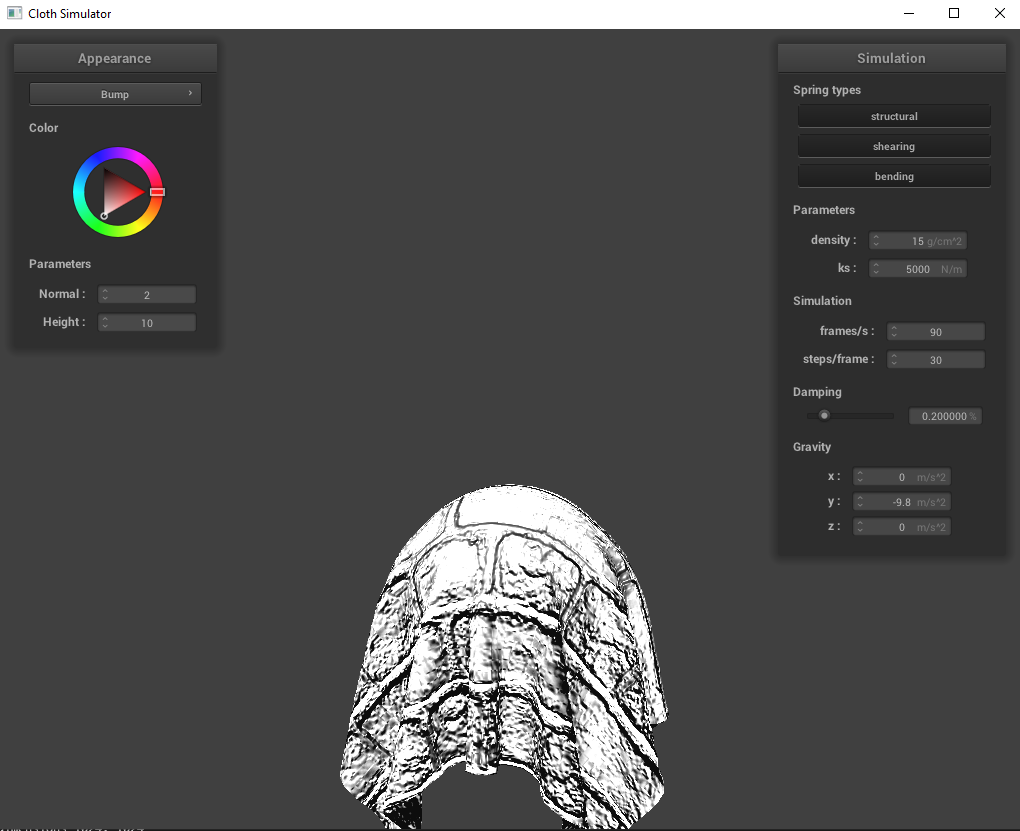 Cloth Simulator
Appearance
Bump
Color
Parameters
Normal : 2
Height : 10
Simulation
Spring types
structural
shearing
bending
Parameters
density : 15 g/cm^2
ks : 5000 N/m
Simulation
frames/s : 90
steps/frame : 30
Damping
0.200000 %
Gravity
x : 0 m/s^2
y : -9.8 m/s^2
z : 0 m/s^2